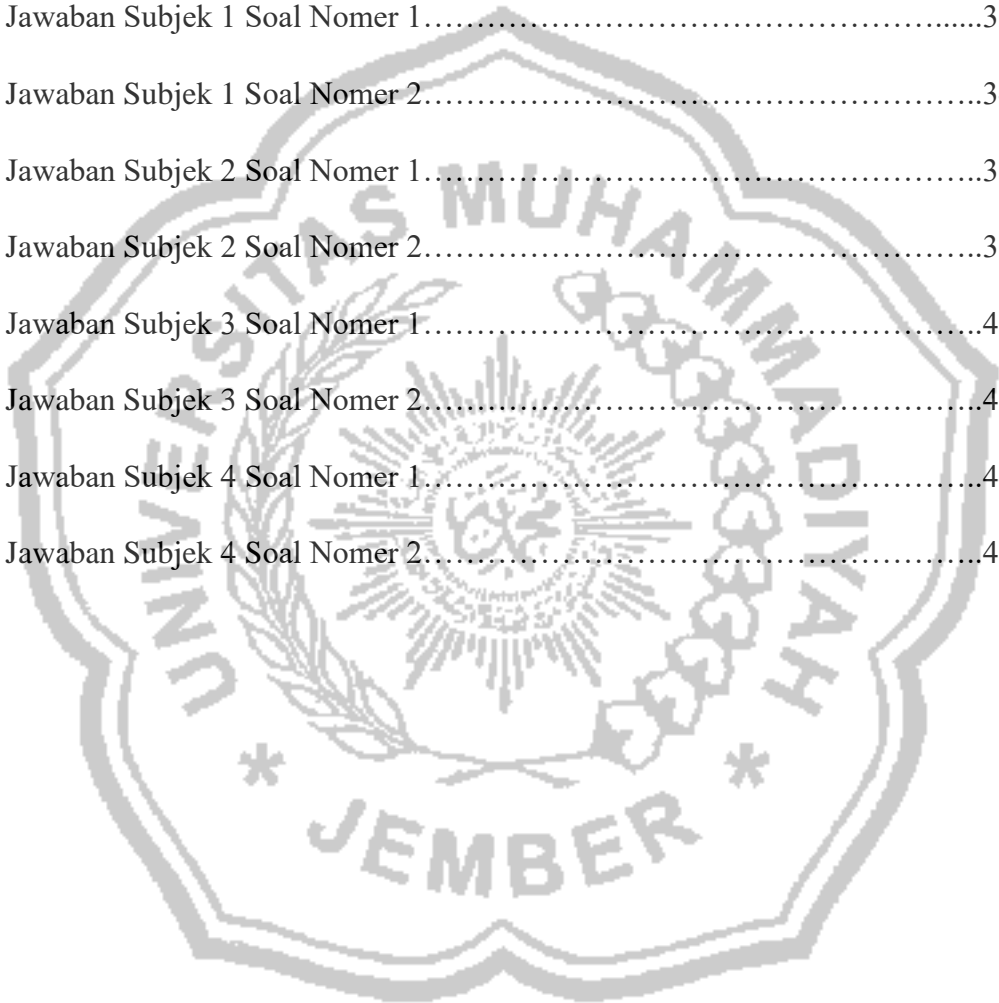 Jawaban Subjek 1 Soal Nomer 1……………………………………………......3
Jawaban Subjek 1 Soal Nomer 2………………………………………………..3
Jawaban Subjek 2 Soal Nomer 1………………………………………………..3
Jawaban Subjek 2 Soal Nomer 2………………………………………………..3
Jawaban Subjek 3 Soal Nomer 1………………………………………………..4
Jawaban Subjek 3 Soal Nomer 2………………………………………………..4
Jawaban Subjek 4 Soal Nomer 1………………………………………………..4
Jawaban Subjek 4 Soal Nomer 2………………………………………………..4
UNIVERSITAS MUHAMMADIYAH
* JEMBER *